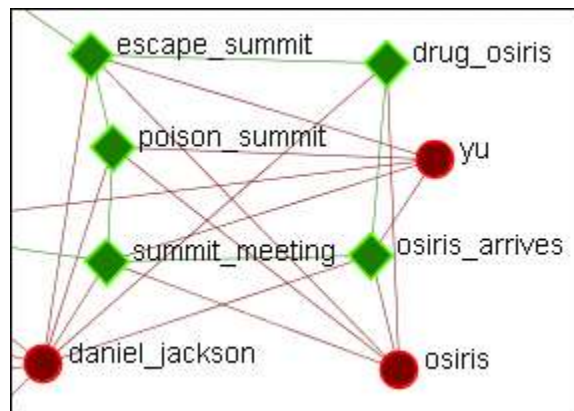 escape_summit
drug_osiris
poison_summit
yu
summit_meeting
osiris_arrives
daniel_jackson
osiris